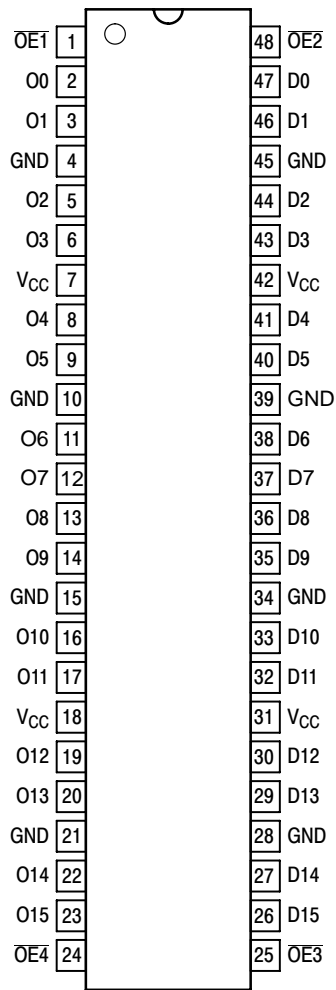 O̅E̅1̅ 1 48 O̅E̅2̅
O0 2 47 D0
O1 3 46 D1
GND 4 45 GND
O2 5 44 D2
O3 6 43 D3
VCC 7 42 VCC
O4 8 41 D4
O5 9 40 D5
GND 10 39 GND
O6 11 38 D6
O7 12 37 D7
O8 13 36 D8
O9 14 35 D9
GND 15 34 GND
O10 16 33 D10
O11 17 32 D11
VCC 18 31 VCC
O12 19 30 D12
O13 20 29 D13
GND 21 28 GND
O14 22 27 D14
O15 23 26 D15
O̅E̅4̅ 24 25 O̅E̅3̅